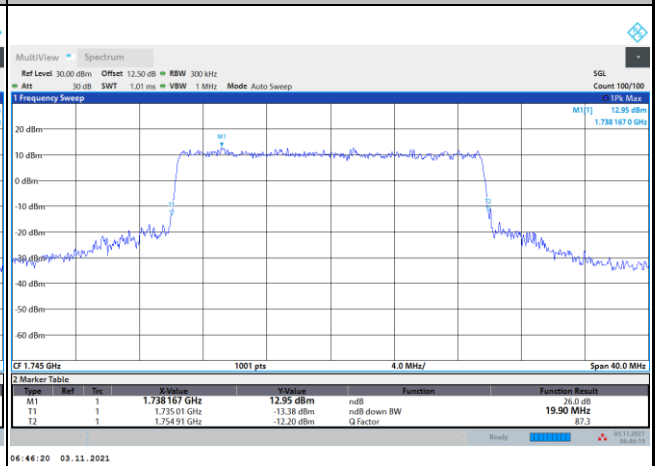 MultiView Spectrum
Ref Level 30.00 dBm Offset 12.50 dB RBW 300 kHz SGL
Att 30 dB SWT 1.01 ms VBW 1 MHz Mode Auto Sweep Count 100/100
1 Frequency Sweep 1Pk Max
M1[1] 12.95 dBm
1.738 167 0 GHz
20 dBm
M1
10 dBm
0 dBm
-10 dBm
T1 T2
-20 dBm
-30 dBm
-40 dBm
-50 dBm
-60 dBm
CF 1.745 GHz 1001 pts 4.0 MHz/ Span 40.0 MHz
2 Marker Table
Type Ref Trc X-Value Y-Value Function Function Result
M1 1 1.738167 GHz 12.95 dBm ndB 26.0 dB
T1 1 1.735 01 GHz -13.38 dBm ndB down BW 19.90 MHz
T2 1 1.754 91 GHz -12.20 dBm Q Factor 87.3
Ready 03.11.2021
06:46:19
06:46:20 03.11.2021